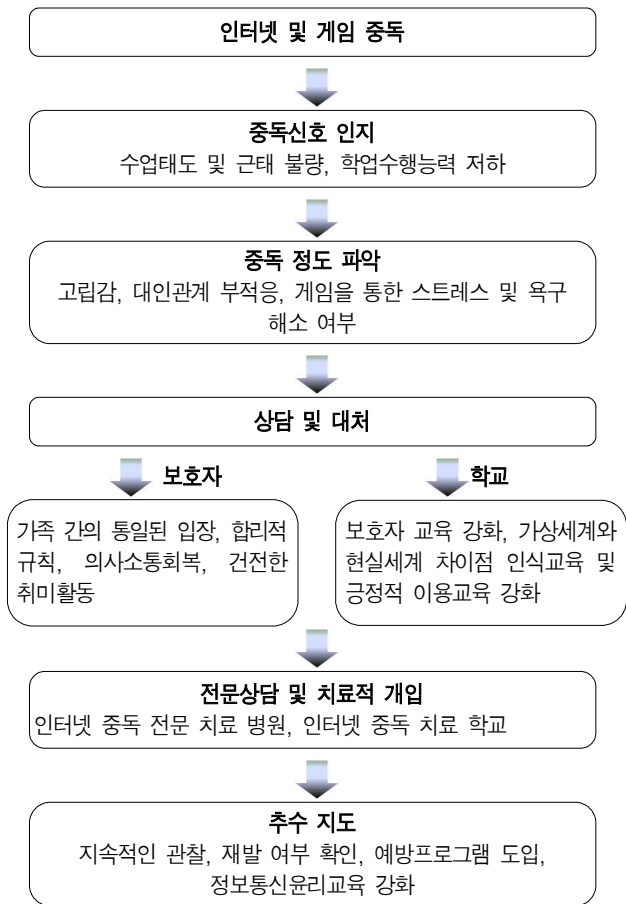 인터넷 및 게임 중독
중독신호 인지
수업태도 및 근태 불량, 학업수행능력 저하
중독 정도 파악
고립감, 대인관계 부적응, 게임을 통한 스트레스 및 욕구
해소 여부
상담 및 대처
보호자
가족 간의 통일된 입장, 합리적
규칙, 의사소통회복, 건전한
취미활동
학교
보호자 교육 강화, 가상세계와
현실세계 차이점 인식교육 및
긍정적 이용교육 강화
전문상담 및 치료적 개입
인터넷 중독 전문 치료 병원, 인터넷 중독 치료 학교
추수 지도
지속적인 관찰, 재발 여부 확인, 예방프로그램 도입,
정보통신윤리교육 강화